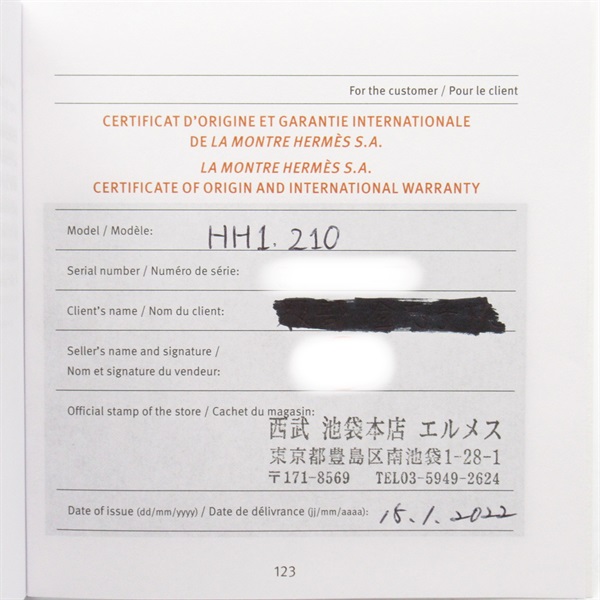 For the customer / Pour le client
CERTIFICAT D'ORIGINE ET GARANTIE INTERNATIONALE
DE LA MONTRE HERMÈS S.A.
LA MONTRE HERMÈS S.A.
CERTIFICATE OF ORIGIN AND INTERNATIONAL WARRANTY
Model / Modèle: HH1.210
Serial number / Numéro de série:
Client's name / Nom du client:
Seller's name and signature /
Nom et signature du vendeur:
Official stamp of the store / Cachet du magasin:
西武 池袋本店 エルメス
東京都豊島区南池袋1-28-1
〒171-8569 TEL03-5949-2624
Date of issue (dd/mm/yyyy) / Date de délivrance (jj/mm/aaaa): 15.1.2022
123